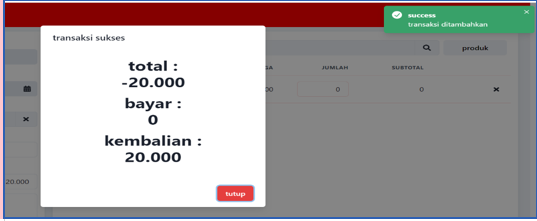 success
transaksi ditambahkan
transaksi sukses
total :
-20.000
bayar :
0
kembalian :
20.000
tutup
produk
JUMLAH
SUBTOTAL
0
0
20.000